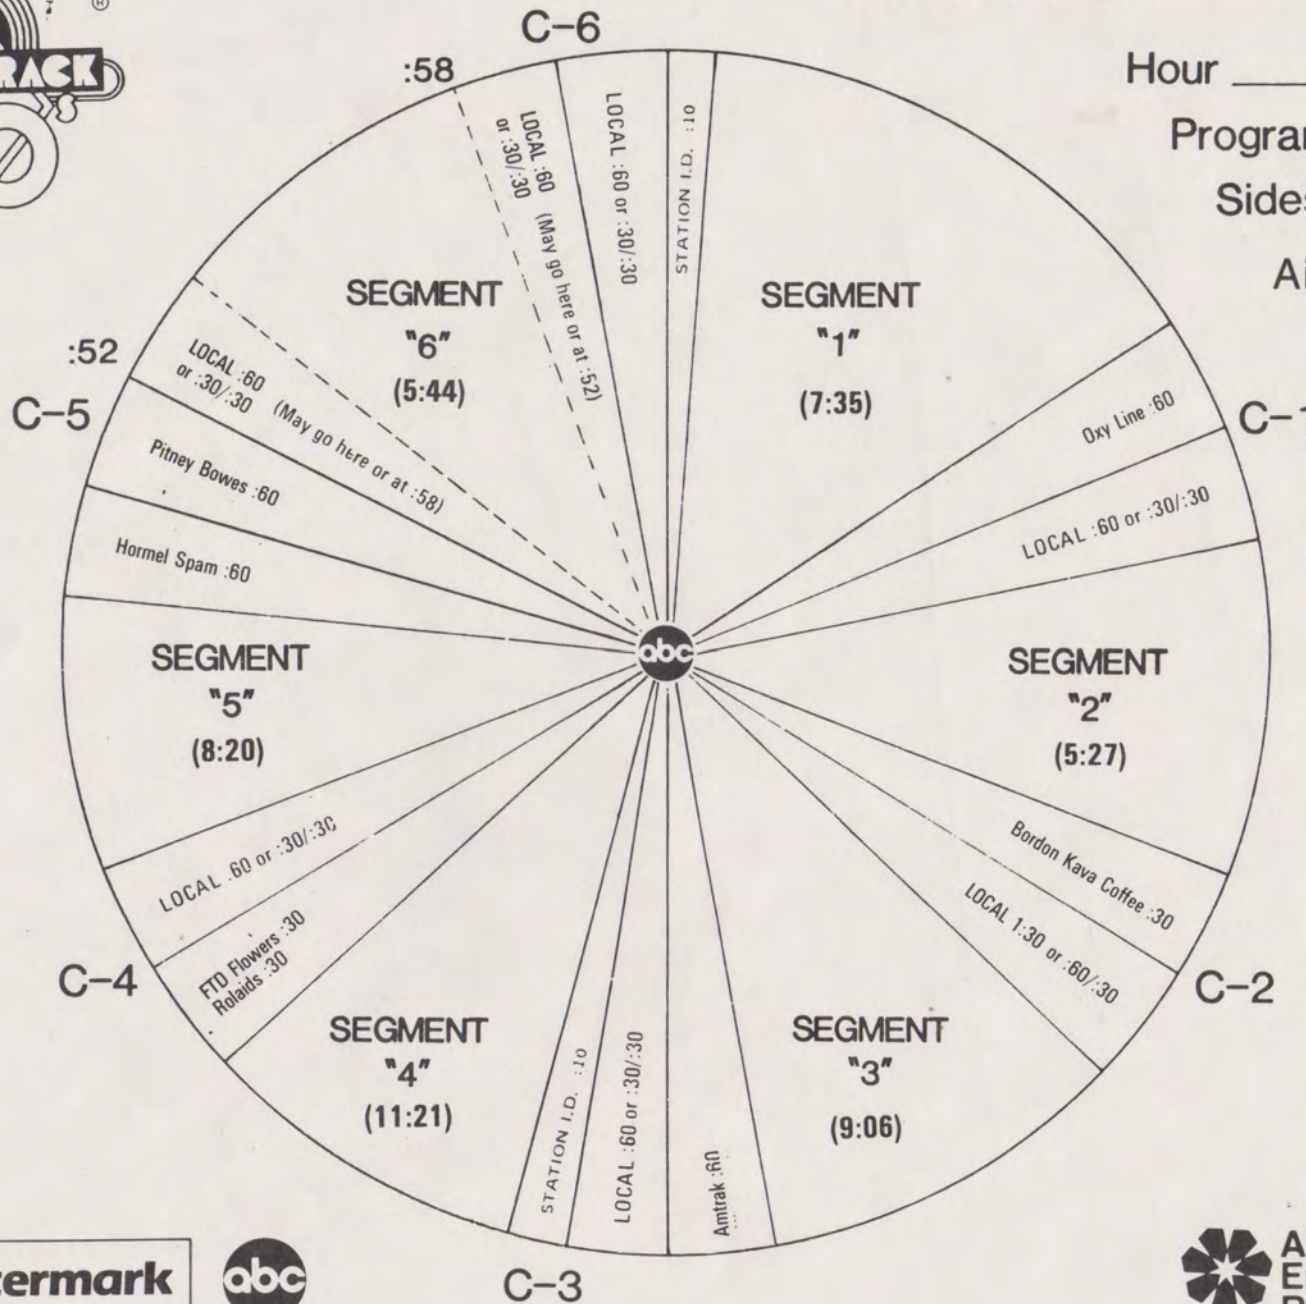 ®
RACK
C-6
:58
Hour
LOCAL :60
or :30/:30 (May go here or at :52)
LOCAL :60 or :30/:30
STATION I.D. :10
SEGMENT
"1"
(7:35)
Oxy Line :60
C-1
LOCAL :60 or :30/:30
SEGMENT
"2"
(5:27)
Bordon Kava Coffee :30
C-2
LOCAL 1:30 or :60/:30
SEGMENT
"3"
(9:06)
Amtrak :60
C-3
LOCAL :60 or :30/:30
STATION I.D. :10
SEGMENT
"4"
(11:21)
FTD Flowers :30
Rolaids :30
C-4
LOCAL .60 or :30/:30
SEGMENT
"5"
(8:20)
Hormel Spam :60
Pitney Bowes :60
C-5
:52
LOCAL :60
or :30/:30 (May go here or at :58)
SEGMENT
"6"
(5:44)
abc
termark
abc